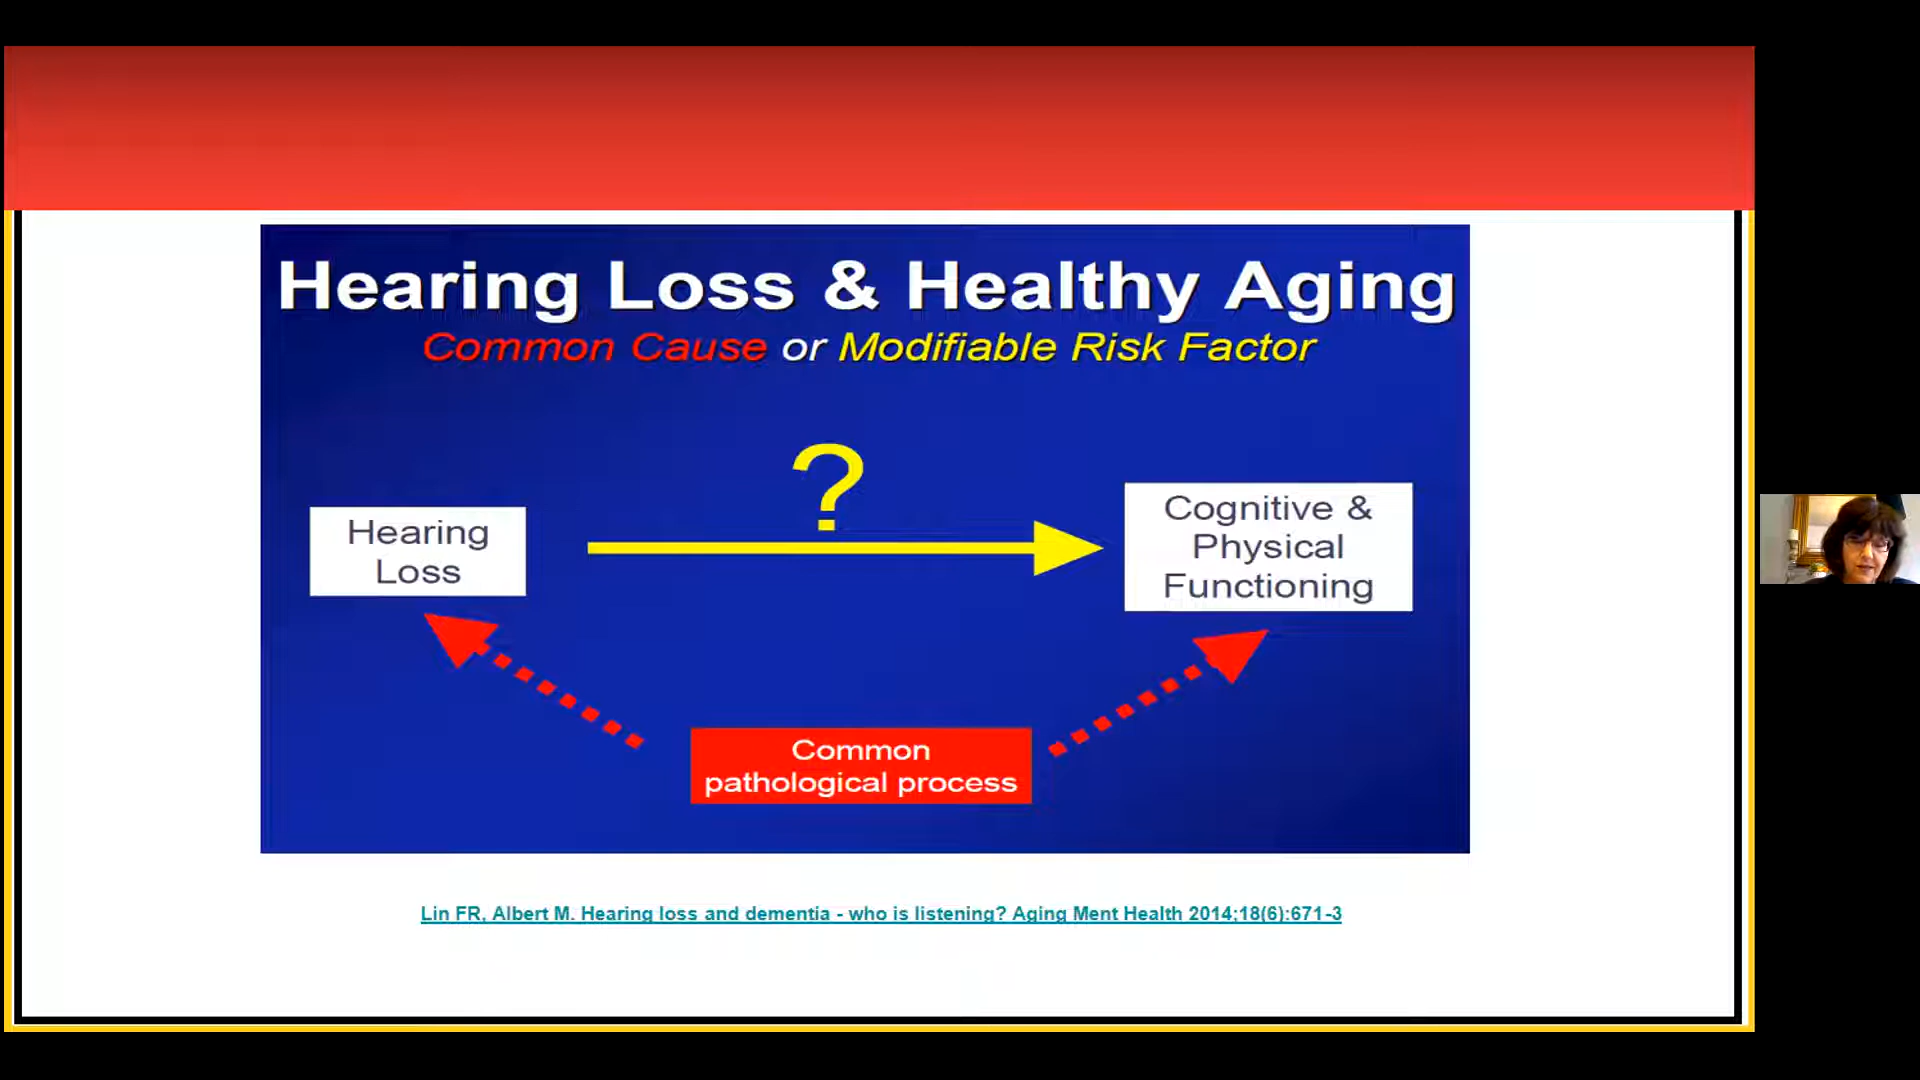 Hearing Loss & Healthy Aging
Common Cause or Modifiable Risk Factor
?
Hearing
Loss
Cognitive &
Physical
Functioning
Common
pathological process
Lin FR, Albert M. Hearing loss and dementia - who is listening? Aging Ment Health 2014;18(6):671-3